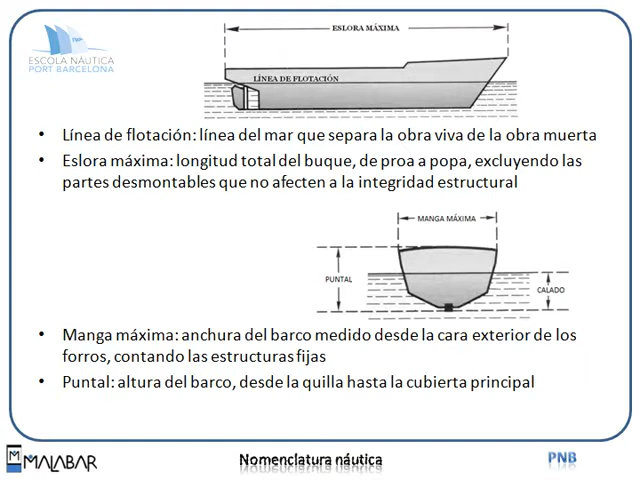 ESLORA MÁXIMA
ESCOLA NÁUTICA
PORT BARCELONA
LÍNEA DE FLOTACIÓN
• Línea de flotación: línea del mar que separa la obra viva de la obra muerta
• Eslora máxima: longitud total del buque, de proa a popa, excluyendo las
partes desmontables que no afecten a la integridad estructural
MANGA MÁXIMA
PUNTAL
CALADO
• Manga máxima: anchura del barco medido desde la cara exterior de los
forros, contando las estructuras fijas
• Puntal: altura del barco, desde la quilla hasta la cubierta principal
MALABAR
Nomenclatura náutica
PNB